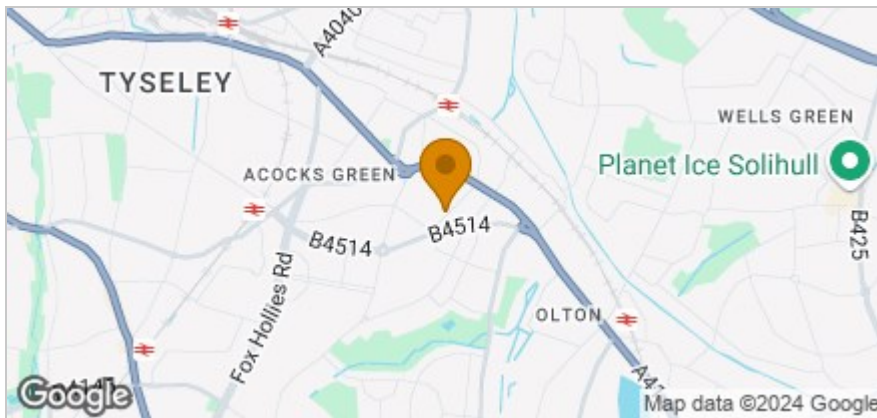 A4040
TYSELEY
WELLS GREEN
Planet Ice Solihull
ACOCKS GREEN
B4514
B4514
B425
Fox Hollies Rd
OLTON
Google
Map data ©2024 Google